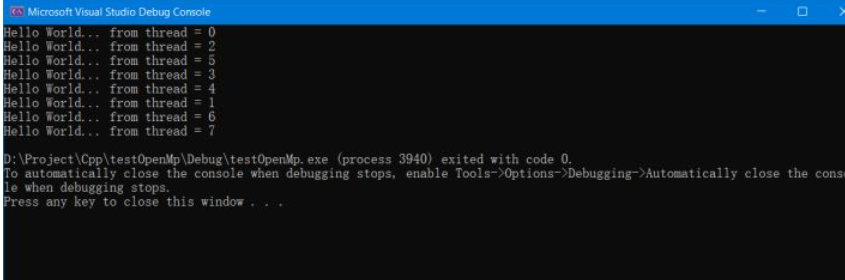 Microsoft Visual Studio Debug Console
Hello World... from thread = 0
Hello World... from thread = 2
Hello World... from thread = 5
Hello World... from thread = 3
Hello World... from thread = 4
Hello World... from thread = 1
Hello World... from thread = 6
Hello World... from thread = 7
D:\Project\Cpp\testOpenMp\Debug\testOpenMp.exe (process 3940) exited with code 0.
To automatically close the console when debugging stops, enable Tools->Options->Debugging->Automatically close the conso
le when debugging stops.
Press any key to close this window . . .